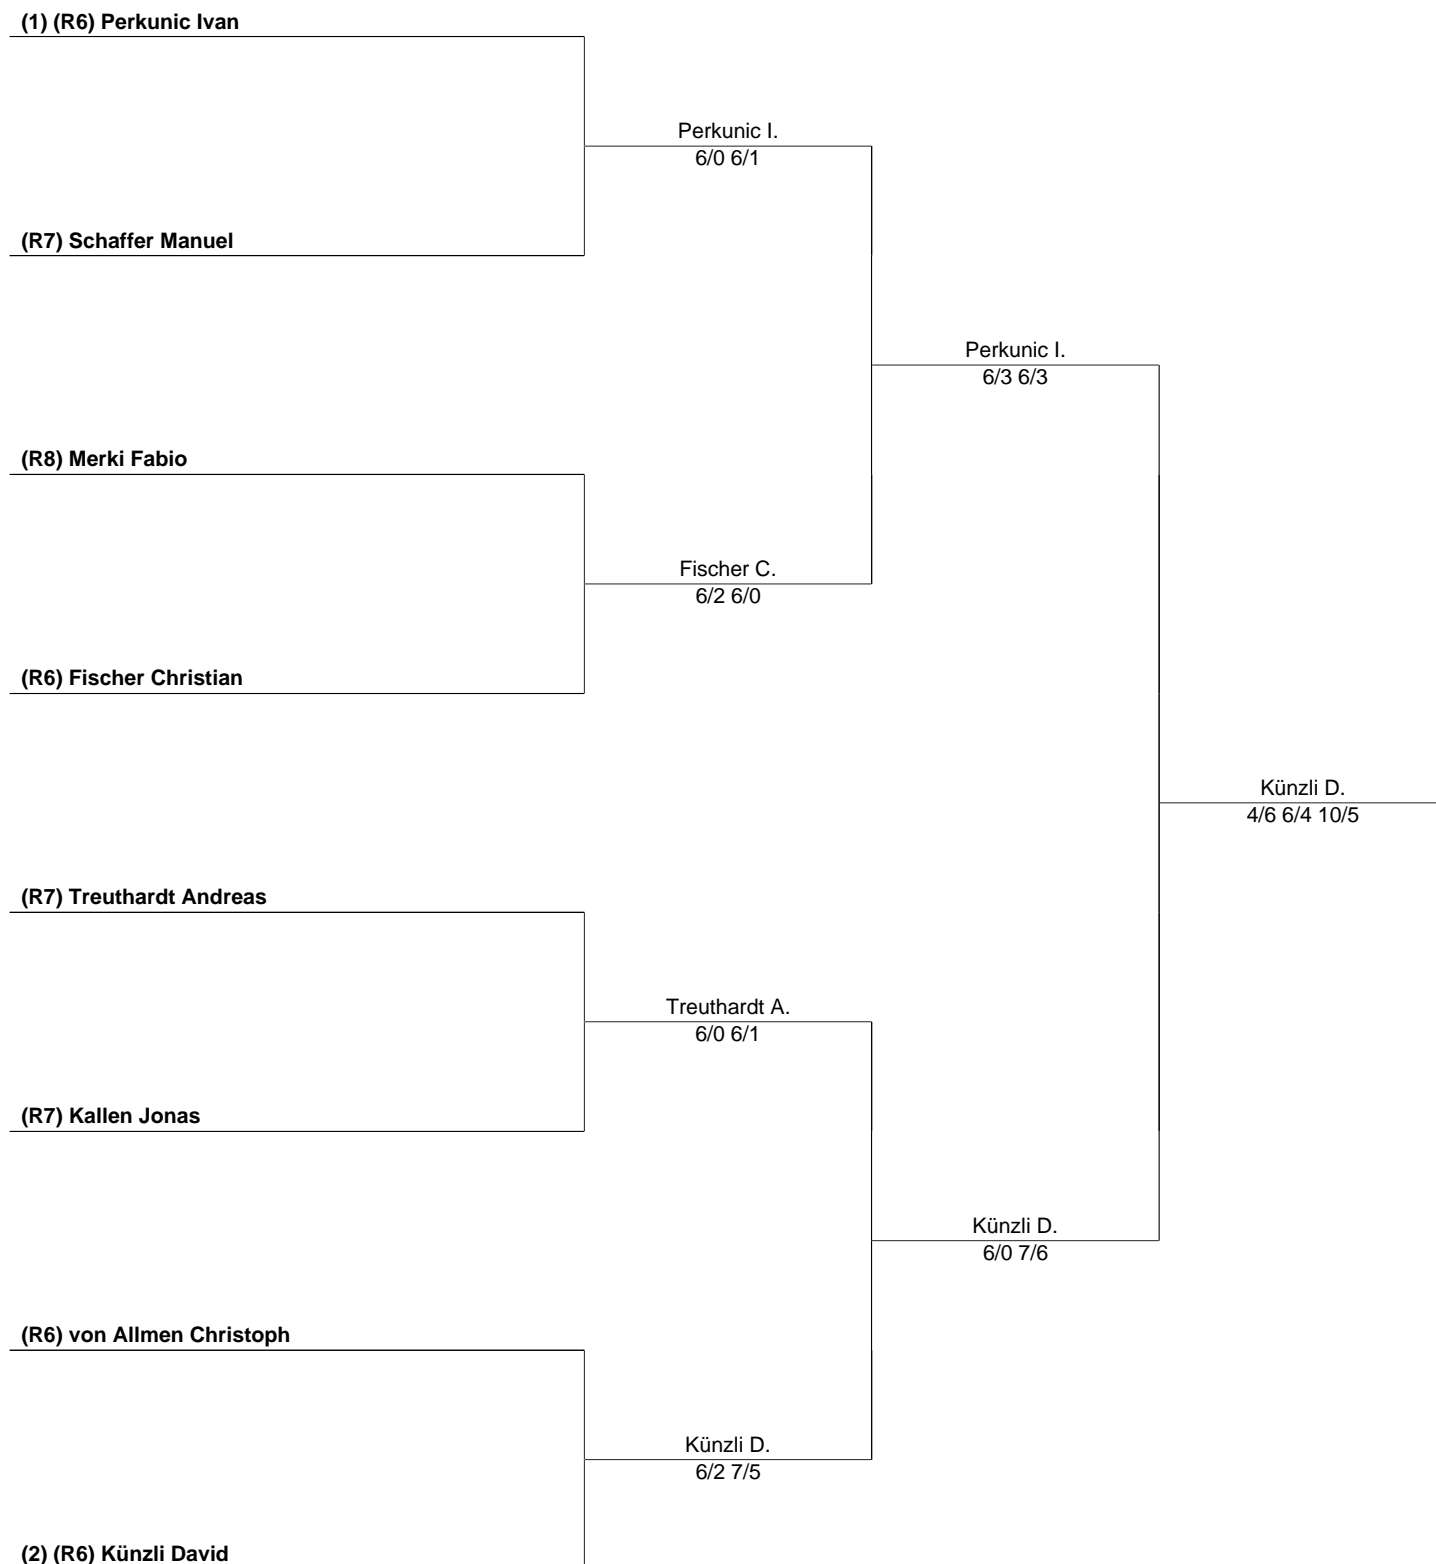 (1) (R6) Perkunic Ivan
Perkunic I.
6/0 6/1
(R7) Schaffer Manuel
Perkunic I.
6/3 6/3
(R8) Merki Fabio
Fischer C.
6/2 6/0
(R6) Fischer Christian
Künzli D.
4/6 6/4 10/5
(R7) Treuthardt Andreas
Treuthardt A.
6/0 6/1
(R7) Kallen Jonas
Künzli D.
6/0 7/6
(R6) von Allmen Christoph
Künzli D.
6/2 7/5
(2) (R6) Künzli David